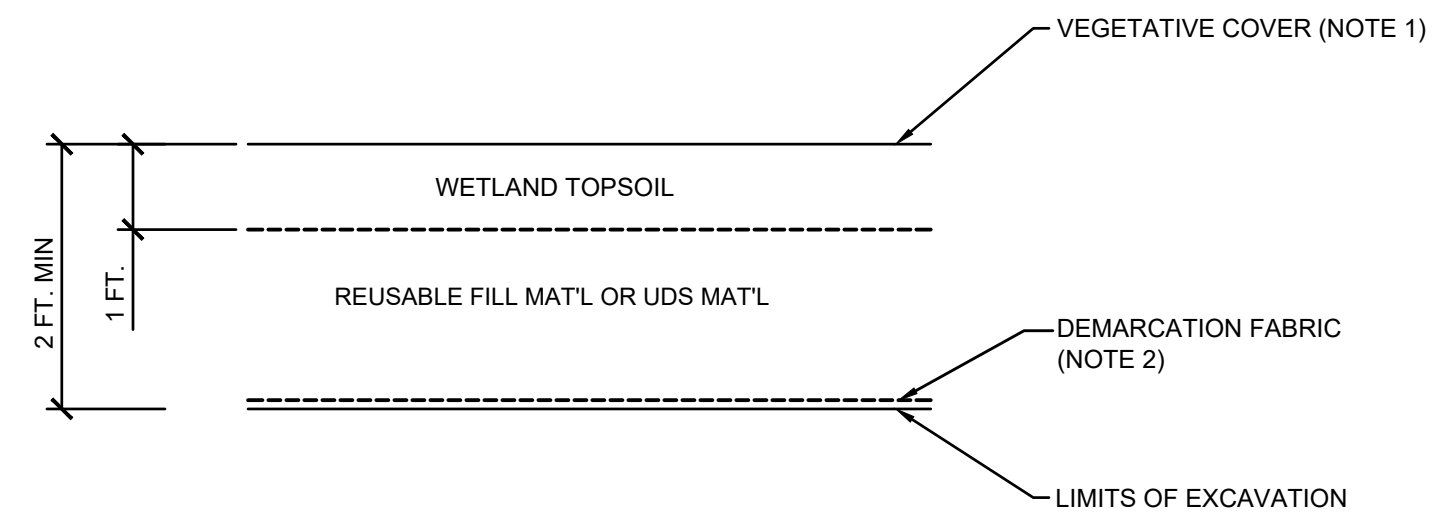 VEGETATIVE COVER (NOTE 1)
WETLAND TOPSOIL
2 FT. MIN
1 FT.
REUSABLE FILL MAT'L OR UDS MAT'L
DEMARCATION FABRIC
(NOTE 2)
LIMITS OF EXCAVATION